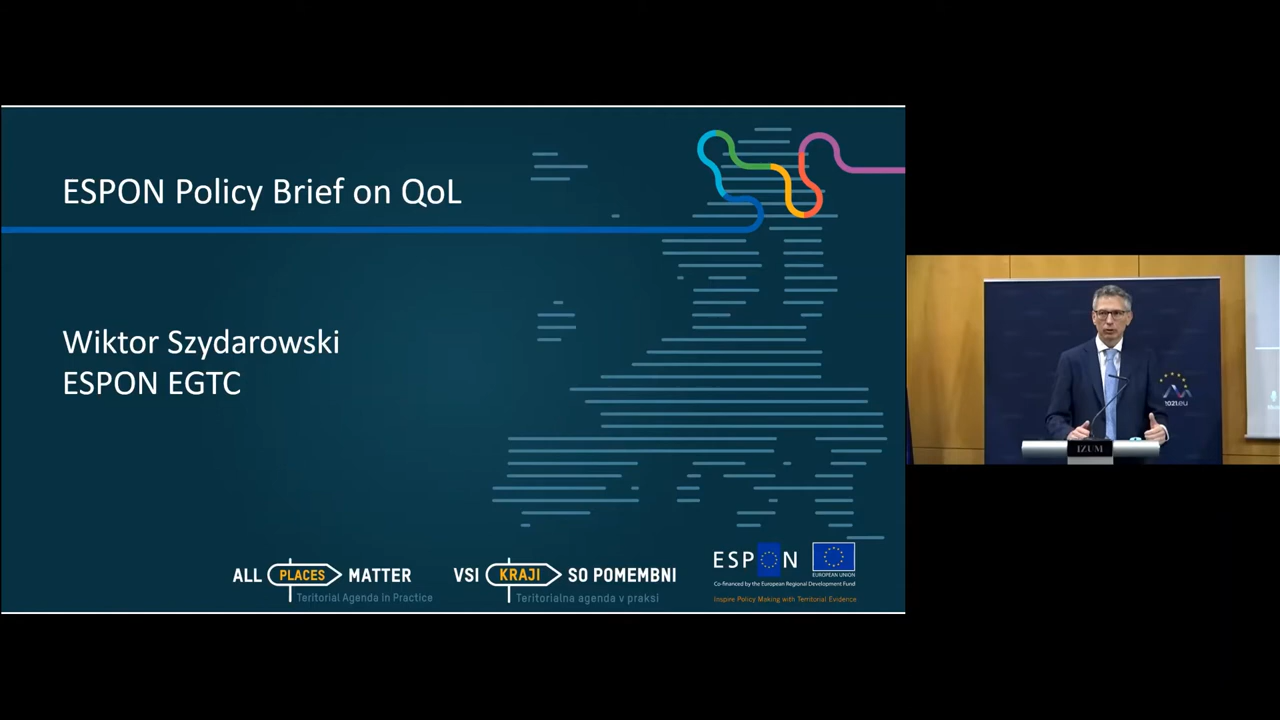 ESPON Policy Brief on QoL
Wiktor Szydarowski
ESPON EGTC
ALL PLACES MATTER
Teritorial Agenda in Practice
VSI KRAJI SO POMEMBNI
Teritorialna agenda v praksi
ESPON
EUROPEAN UNION
Co-financed by the European Regional Development Fund
Inspire Policy Making with Territorial Evidence
IZUM